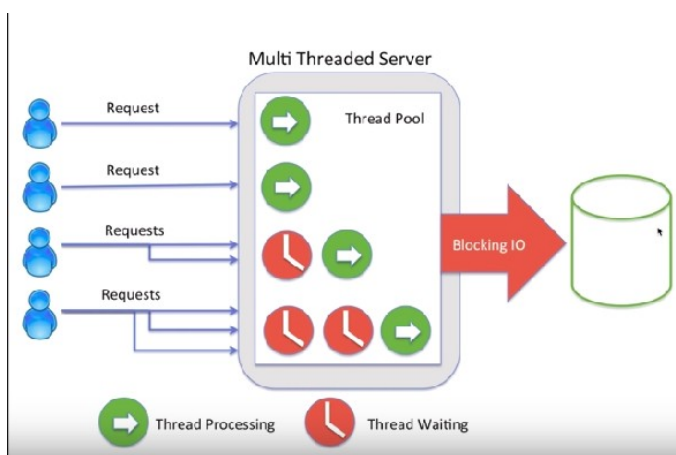 Multi Threaded Server
Request
Thread Pool
Request
Requests
Blocking IO
Requests
Thread Processing
Thread Waiting